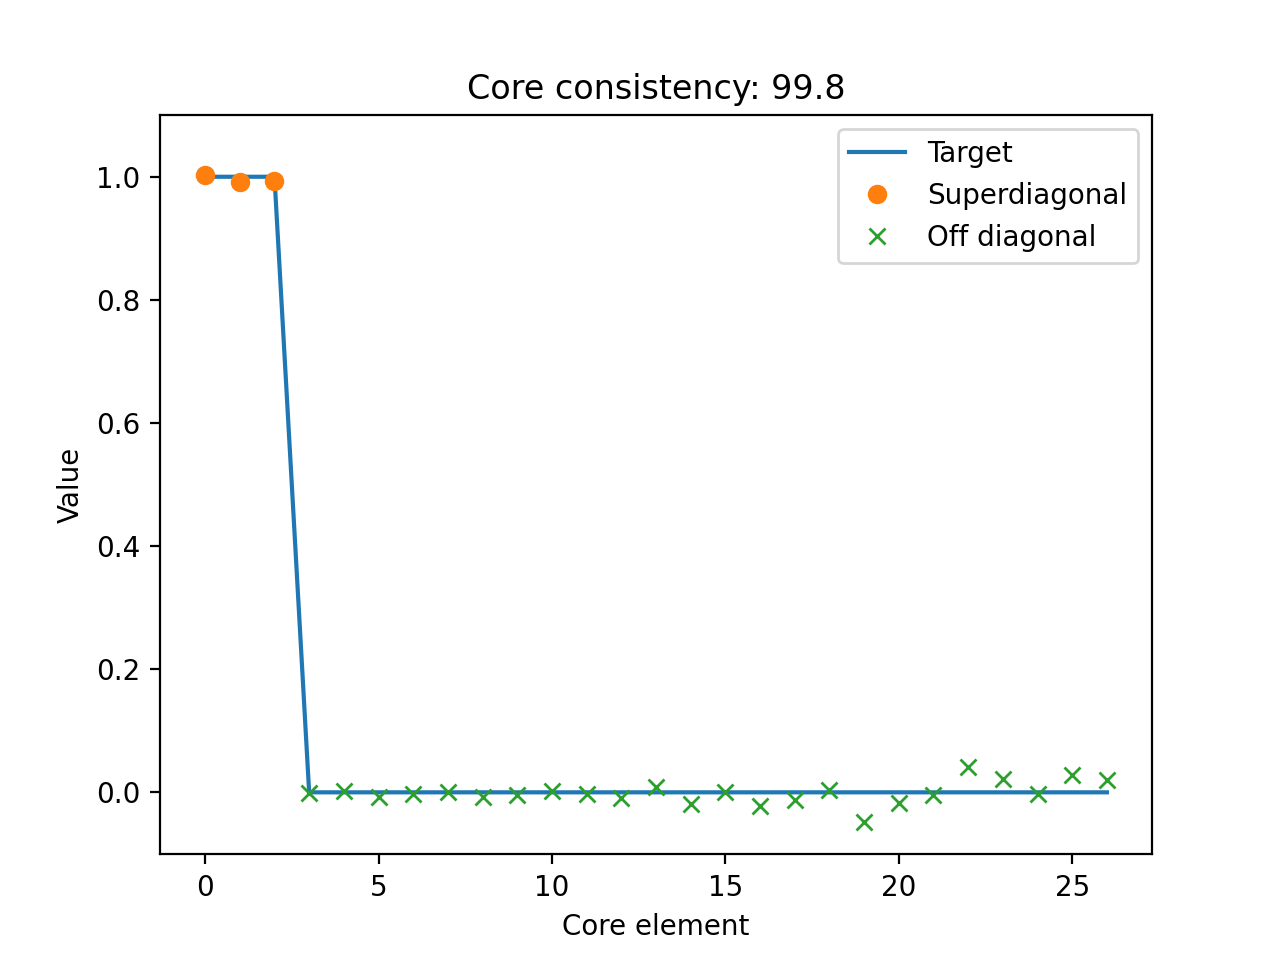 Core consistency: 99.8
Target
Superdiagonal
Off diagonal
1.0
0.8
0.6
0.4
0.2
0.0
Value
0 5 10 15 20 25
Core element